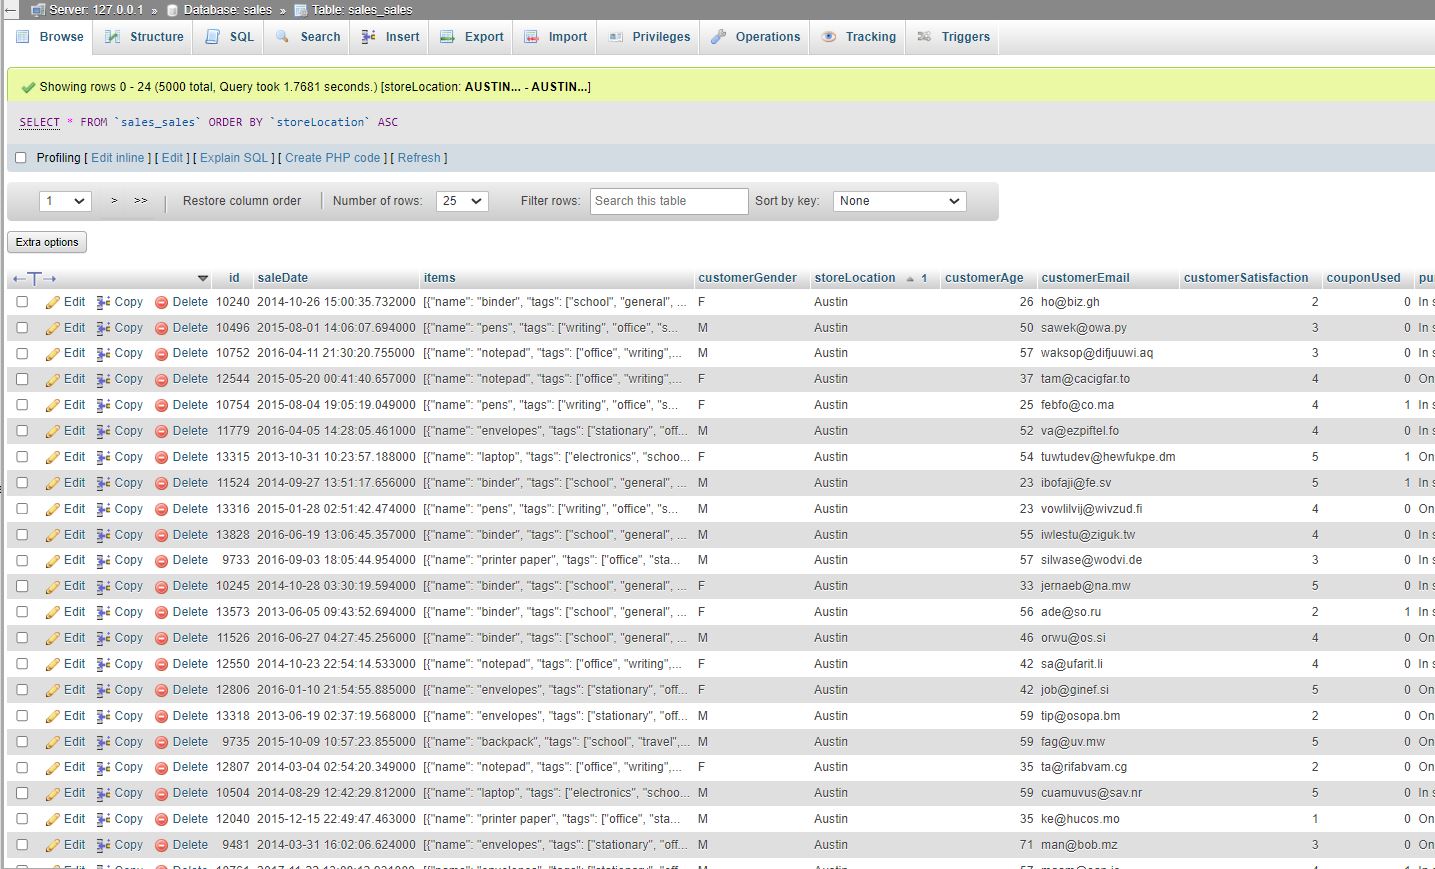 Server: 127.0.0.1 » Database: sales » Table: sales_sales
Browse Structure SQL Search Insert Export Import Privileges Operations Tracking Triggers
Showing rows 0 - 24 (5000 total, Query took 1.7681 seconds.) [storeLocation: AUSTIN... - AUSTIN...]
SELECT * FROM `sales_sales` ORDER BY `storeLocation` ASC
Profiling [ Edit inline ] [ Edit ] [ Explain SQL ] [ Create PHP code ] [ Refresh ]
1 > >> Restore column order Number of rows: 25 Filter rows: Search this table Sort by key: None
Extra options
←T→ id saleDate items customerGender storeLocation 1 customerAge customerEmail customerSatisfaction couponUsed pu
Edit Copy Delete 10240 2014-10-26 15:00:35.732000 [{"name": "binder", "tags": ["school", "general", ... F Austin 26 ho@biz.gh 2 0 In s
Edit Copy Delete 10496 2015-08-01 14:06:07.694000 [{"name": "pens", "tags": ["writing", "office", "s... M Austin 50 sawek@owa.py 3 0 In s
Edit Copy Delete 10752 2016-04-11 21:30:20.755000 [{"name": "notepad", "tags": ["office", "writing",... M Austin 57 waksop@difjuuwi.aq 3 0 In s
Edit Copy Delete 12544 2015-05-20 00:41:40.657000 [{"name": "notepad", "tags": ["office", "writing",... F Austin 37 tam@cacigfar.to 4 0 On
Edit Copy Delete 10754 2015-08-04 19:05:19.049000 [{"name": "pens", "tags": ["writing", "office", "s... F Austin 25 febfo@co.ma 4 1 In s
Edit Copy Delete 11779 2016-04-05 14:28:05.461000 [{"name": "envelopes", "tags": ["stationary", "off... M Austin 52 va@ezpiftel.fo 4 0 In s
Edit Copy Delete 13315 2013-10-31 10:23:57.188000 [{"name": "laptop", "tags": ["electronics", "schoo... F Austin 54 tuwtudev@hewfukpe.dm 5 1 On
Edit Copy Delete 11524 2014-09-27 13:51:17.656000 [{"name": "binder", "tags": ["school", "general", ... M Austin 23 ibofaji@fe.sv 5 1 In s
Edit Copy Delete 13316 2015-01-28 02:51:42.474000 [{"name": "pens", "tags": ["writing", "office", "s... M Austin 23 vowlilvij@wivzud.fi 4 0 On
Edit Copy Delete 13828 2016-06-19 13:06:45.357000 [{"name": "binder", "tags": ["school", "general", ... M Austin 55 iwlestu@ziguk.tw 4 0 In s
Edit Copy Delete 9733 2016-09-03 18:05:44.954000 [{"name": "printer paper", "tags": ["office", "sta... M Austin 57 silwase@wodvi.de 3 0 In s
Edit Copy Delete 10245 2014-10-28 03:30:19.594000 [{"name": "binder", "tags": ["school", "general", ... F Austin 33 jernaeb@na.mw 5 0 In s
Edit Copy Delete 13573 2013-06-05 09:43:52.694000 [{"name": "binder", "tags": ["school", "general", ... F Austin 56 ade@so.ru 2 1 In s
Edit Copy Delete 11526 2016-06-27 04:27:45.256000 [{"name": "binder", "tags": ["school", "general", ... M Austin 46 orwu@os.si 4 0 On
Edit Copy Delete 12550 2014-10-23 22:54:14.533000 [{"name": "notepad", "tags": ["office", "writing",... F Austin 42 sa@ufarit.li 4 0 In s
Edit Copy Delete 12806 2016-01-10 21:54:55.885000 [{"name": "envelopes", "tags": ["stationary", "off... F Austin 42 job@ginef.si 5 0 On
Edit Copy Delete 13318 2013-06-19 02:37:19.568000 [{"name": "envelopes", "tags": ["stationary", "off... M Austin 59 tip@osopa.bm 2 0 On
Edit Copy Delete 9735 2015-10-09 10:57:23.855000 [{"name": "backpack", "tags": ["school", "travel",... M Austin 59 fag@uv.mw 5 0 On
Edit Copy Delete 12807 2014-03-04 02:54:20.349000 [{"name": "notepad", "tags": ["office", "writing",... F Austin 35 ta@rifabvam.cg 2 0 On
Edit Copy Delete 10504 2014-08-29 12:42:29.812000 [{"name": "laptop", "tags": ["electronics", "schoo... M Austin 59 cuamuvus@sav.nr 5 0 In s
Edit Copy Delete 12040 2015-12-15 22:49:47.463000 [{"name": "printer paper", "tags": ["office", "sta... M Austin 35 ke@hucos.mo 1 0 On
Edit Copy Delete 9481 2014-03-31 16:02:06.624000 [{"name": "envelopes", "tags": ["stationary", "off... M Austin 71 man@bob.mz 3 0 On